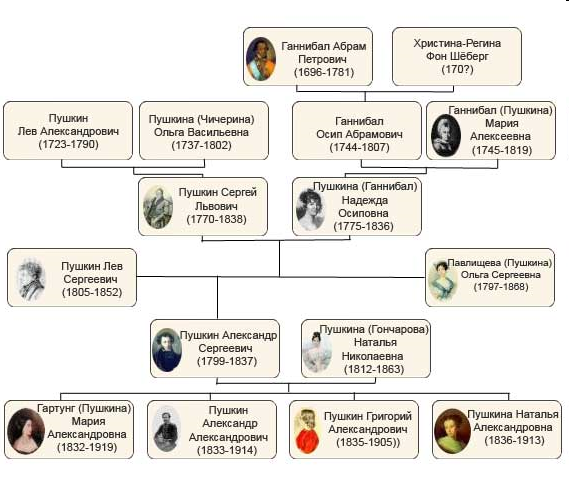 Ганнибал Абрам
Петрович
(1696-1781)
Христина-Регина
Фон Шёберг
(170?)
Пушкин
Лев Александрович
(1723-1790)
Пушкина (Чичерина)
Ольга Васильевна
(1737-1802)
Ганнибал
Осип Абрамович
(1744-1807)
Ганнибал (Пушкина)
Мария
Алексеевна
(1745-1819)
Пушкин Сергей
Львович
(1770-1838)
Пушкина (Ганнибал)
Надежда
Осиповна
(1775-1836)
Пушкин Лев
Сергеевич
(1805-1852)
Павлищева (Пушкина)
Ольга Сергеевна
(1797-1868)
Пушкин Александр
Сергеевич
(1799-1837)
Пушкина (Гончарова)
Наталья
Николаевна
(1812-1863)
Гартунг (Пушкина)
Мария
Александровна
(1832-1919)
Пушкин
Александр
Александрович
(1833-1914)
Пушкин Григорий
Александрович
(1835-1905))
Пушкина Наталья
Александровна
(1836-1913)